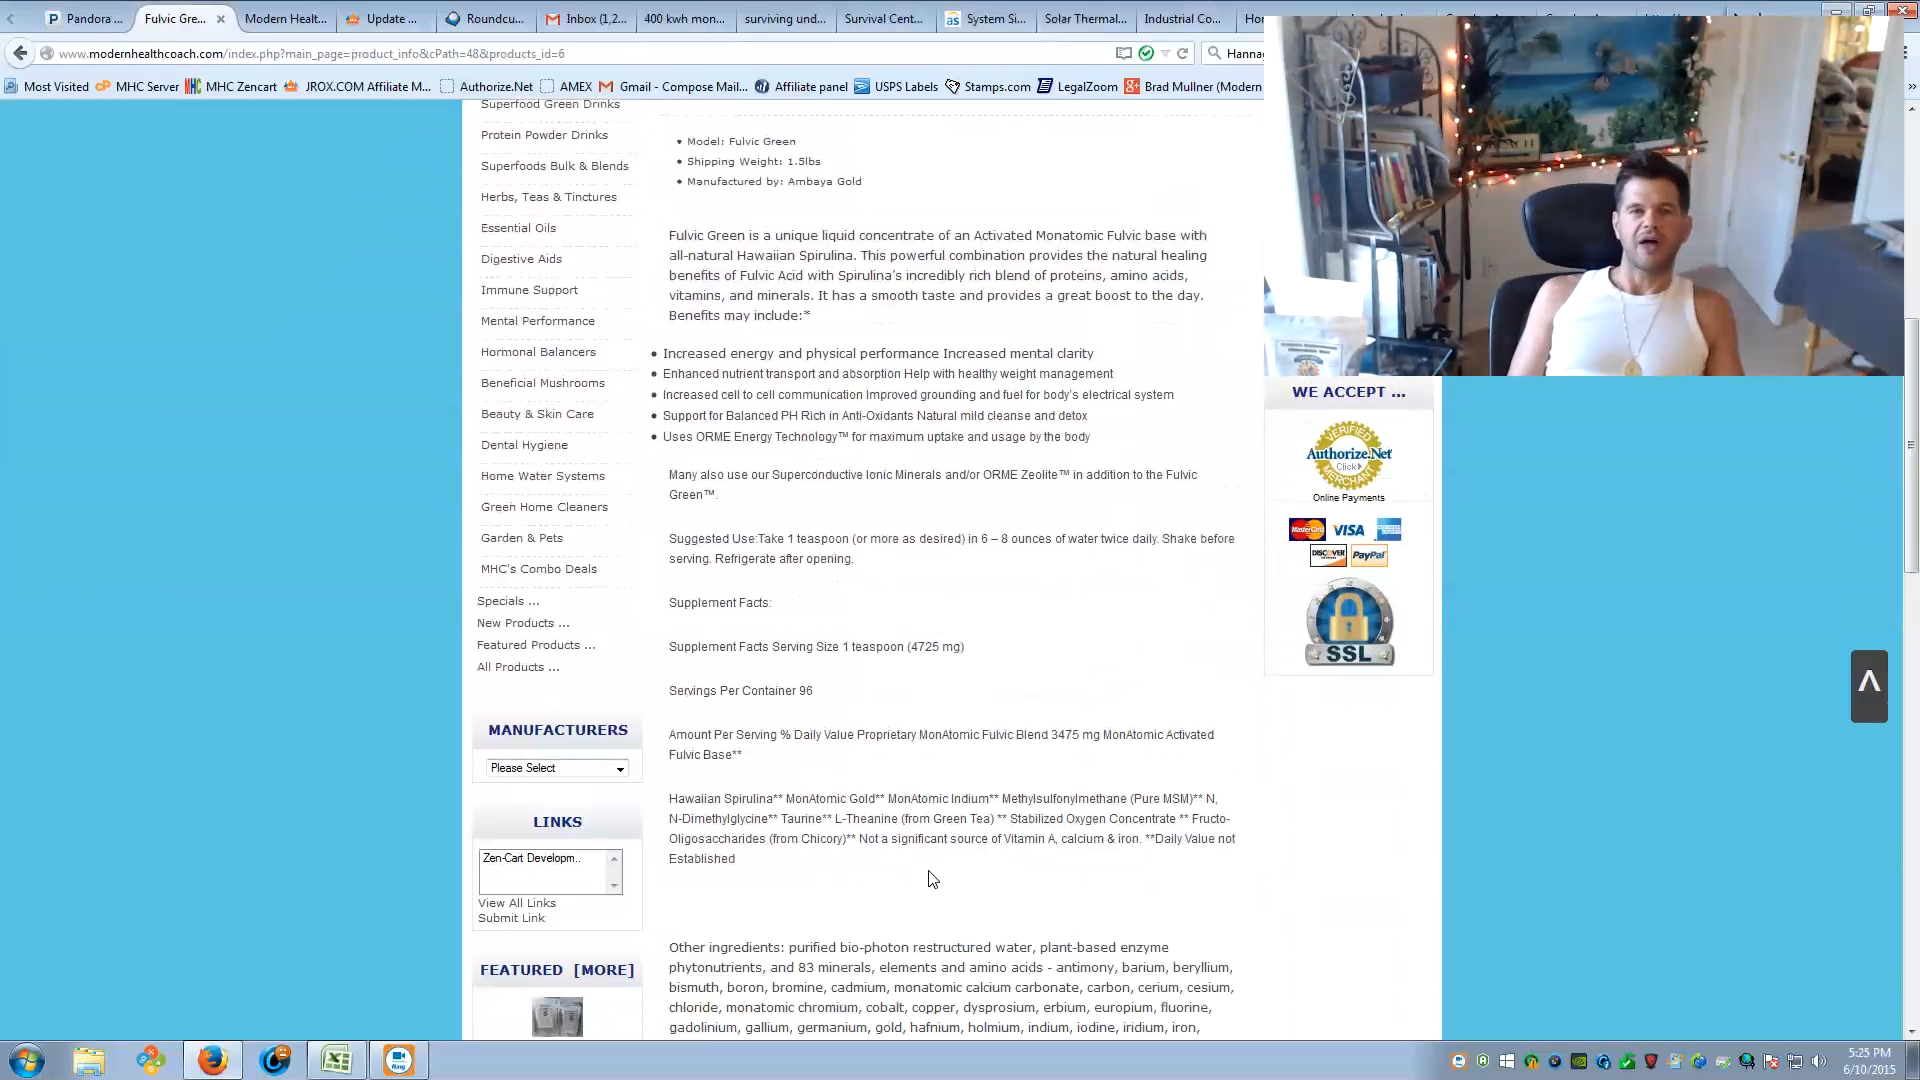 Pandora ...
Fulvic Gre...
Modern Healt...
Update ...
Roundcu...
Inbox (1,2...
400 kwh mon...
surviving und...
Survival Cent...
System Si...
Solar Thermal...
Industrial Co...
www.modernhealthcoach.com/index.php?main_page=product_info&cPath=48&products_id=6
Hanna
Most Visited
MHC Server
MHC Zencart
JROX.COM Affiliate M...
Authorize.Net
AMEX
Gmail - Compose Mail...
Affiliate panel
USPS Labels
Stamps.com
LegalZoom
Brad Mullner (Modern
Superfood Green Drinks
Protein Powder Drinks
Superfoods Bulk & Blends
Herbs, Teas & Tinctures
Essential Oils
Digestive Aids
Immune Support
Mental Performance
Hormonal Balancers
Beneficial Mushrooms
Beauty & Skin Care
Dental Hygiene
Home Water Systems
Green Home Cleaners
Garden & Pets
MHC's Combo Deals
Specials ...
New Products ...
Featured Products ...
All Products ...
MANUFACTURERS
Please Select
LINKS
Zen-Cart Developm..
View All Links
Submit Link
FEATURED [MORE]
• Model: Fulvic Green
• Shipping Weight: 1.5lbs
• Manufactured by: Ambaya Gold
Fulvic Green is a unique liquid concentrate of an Activated Monatomic Fulvic base with
all-natural Hawaiian Spirulina. This powerful combination provides the natural healing
benefits of Fulvic Acid with Spirulina's incredibly rich blend of proteins, amino acids,
vitamins, and minerals. It has a smooth taste and provides a great boost to the day.
Benefits may include:*
• Increased energy and physical performance Increased mental clarity
• Enhanced nutrient transport and absorption Help with healthy weight management
• Increased cell to cell communication Improved grounding and fuel for body's electrical system
• Support for Balanced PH Rich in Anti-Oxidants Natural mild cleanse and detox
• Uses ORME Energy Technology™ for maximum uptake and usage by the body
Many also use our Superconductive Ionic Minerals and/or ORME Zeolite™ in addition to the Fulvic
Green™.
Suggested Use:Take 1 teaspoon (or more as desired) in 6 – 8 ounces of water twice daily. Shake before
serving. Refrigerate after opening.
Supplement Facts:
Supplement Facts Serving Size 1 teaspoon (4725 mg)
Servings Per Container 96
Amount Per Serving % Daily Value Proprietary MonAtomic Fulvic Blend 3475 mg MonAtomic Activated
Fulvic Base**
Hawaiian Spirulina** MonAtomic Gold** MonAtomic Indium** Methylsulfonylmethane (Pure MSM)** N,
N-Dimethylglycine** Taurine** L-Theanine (from Green Tea) ** Stabilized Oxygen Concentrate ** Fructo-
Oligosaccharides (from Chicory)** Not a significant source of Vitamin A, calcium & iron. **Daily Value not
Established
Other ingredients: purified bio-photon restructured water, plant-based enzyme
phytonutrients, and 83 minerals, elements and amino acids - antimony, barium, beryllium,
bismuth, boron, bromine, cadmium, monatomic calcium carbonate, carbon, cerium, cesium,
chloride, monatomic chromium, cobalt, copper, dysprosium, erbium, europium, fluorine,
gadolinium, gallium, germanium, gold, hafnium, holmium, indium, iodine, iridium, iron,
WE ACCEPT ...
VERIFIED
Authorize.Net
Click
MERCHANT
Online Payments
MasterCard
VISA
DISCOVER
PayPal
SSL
5:25 PM
6/10/2015